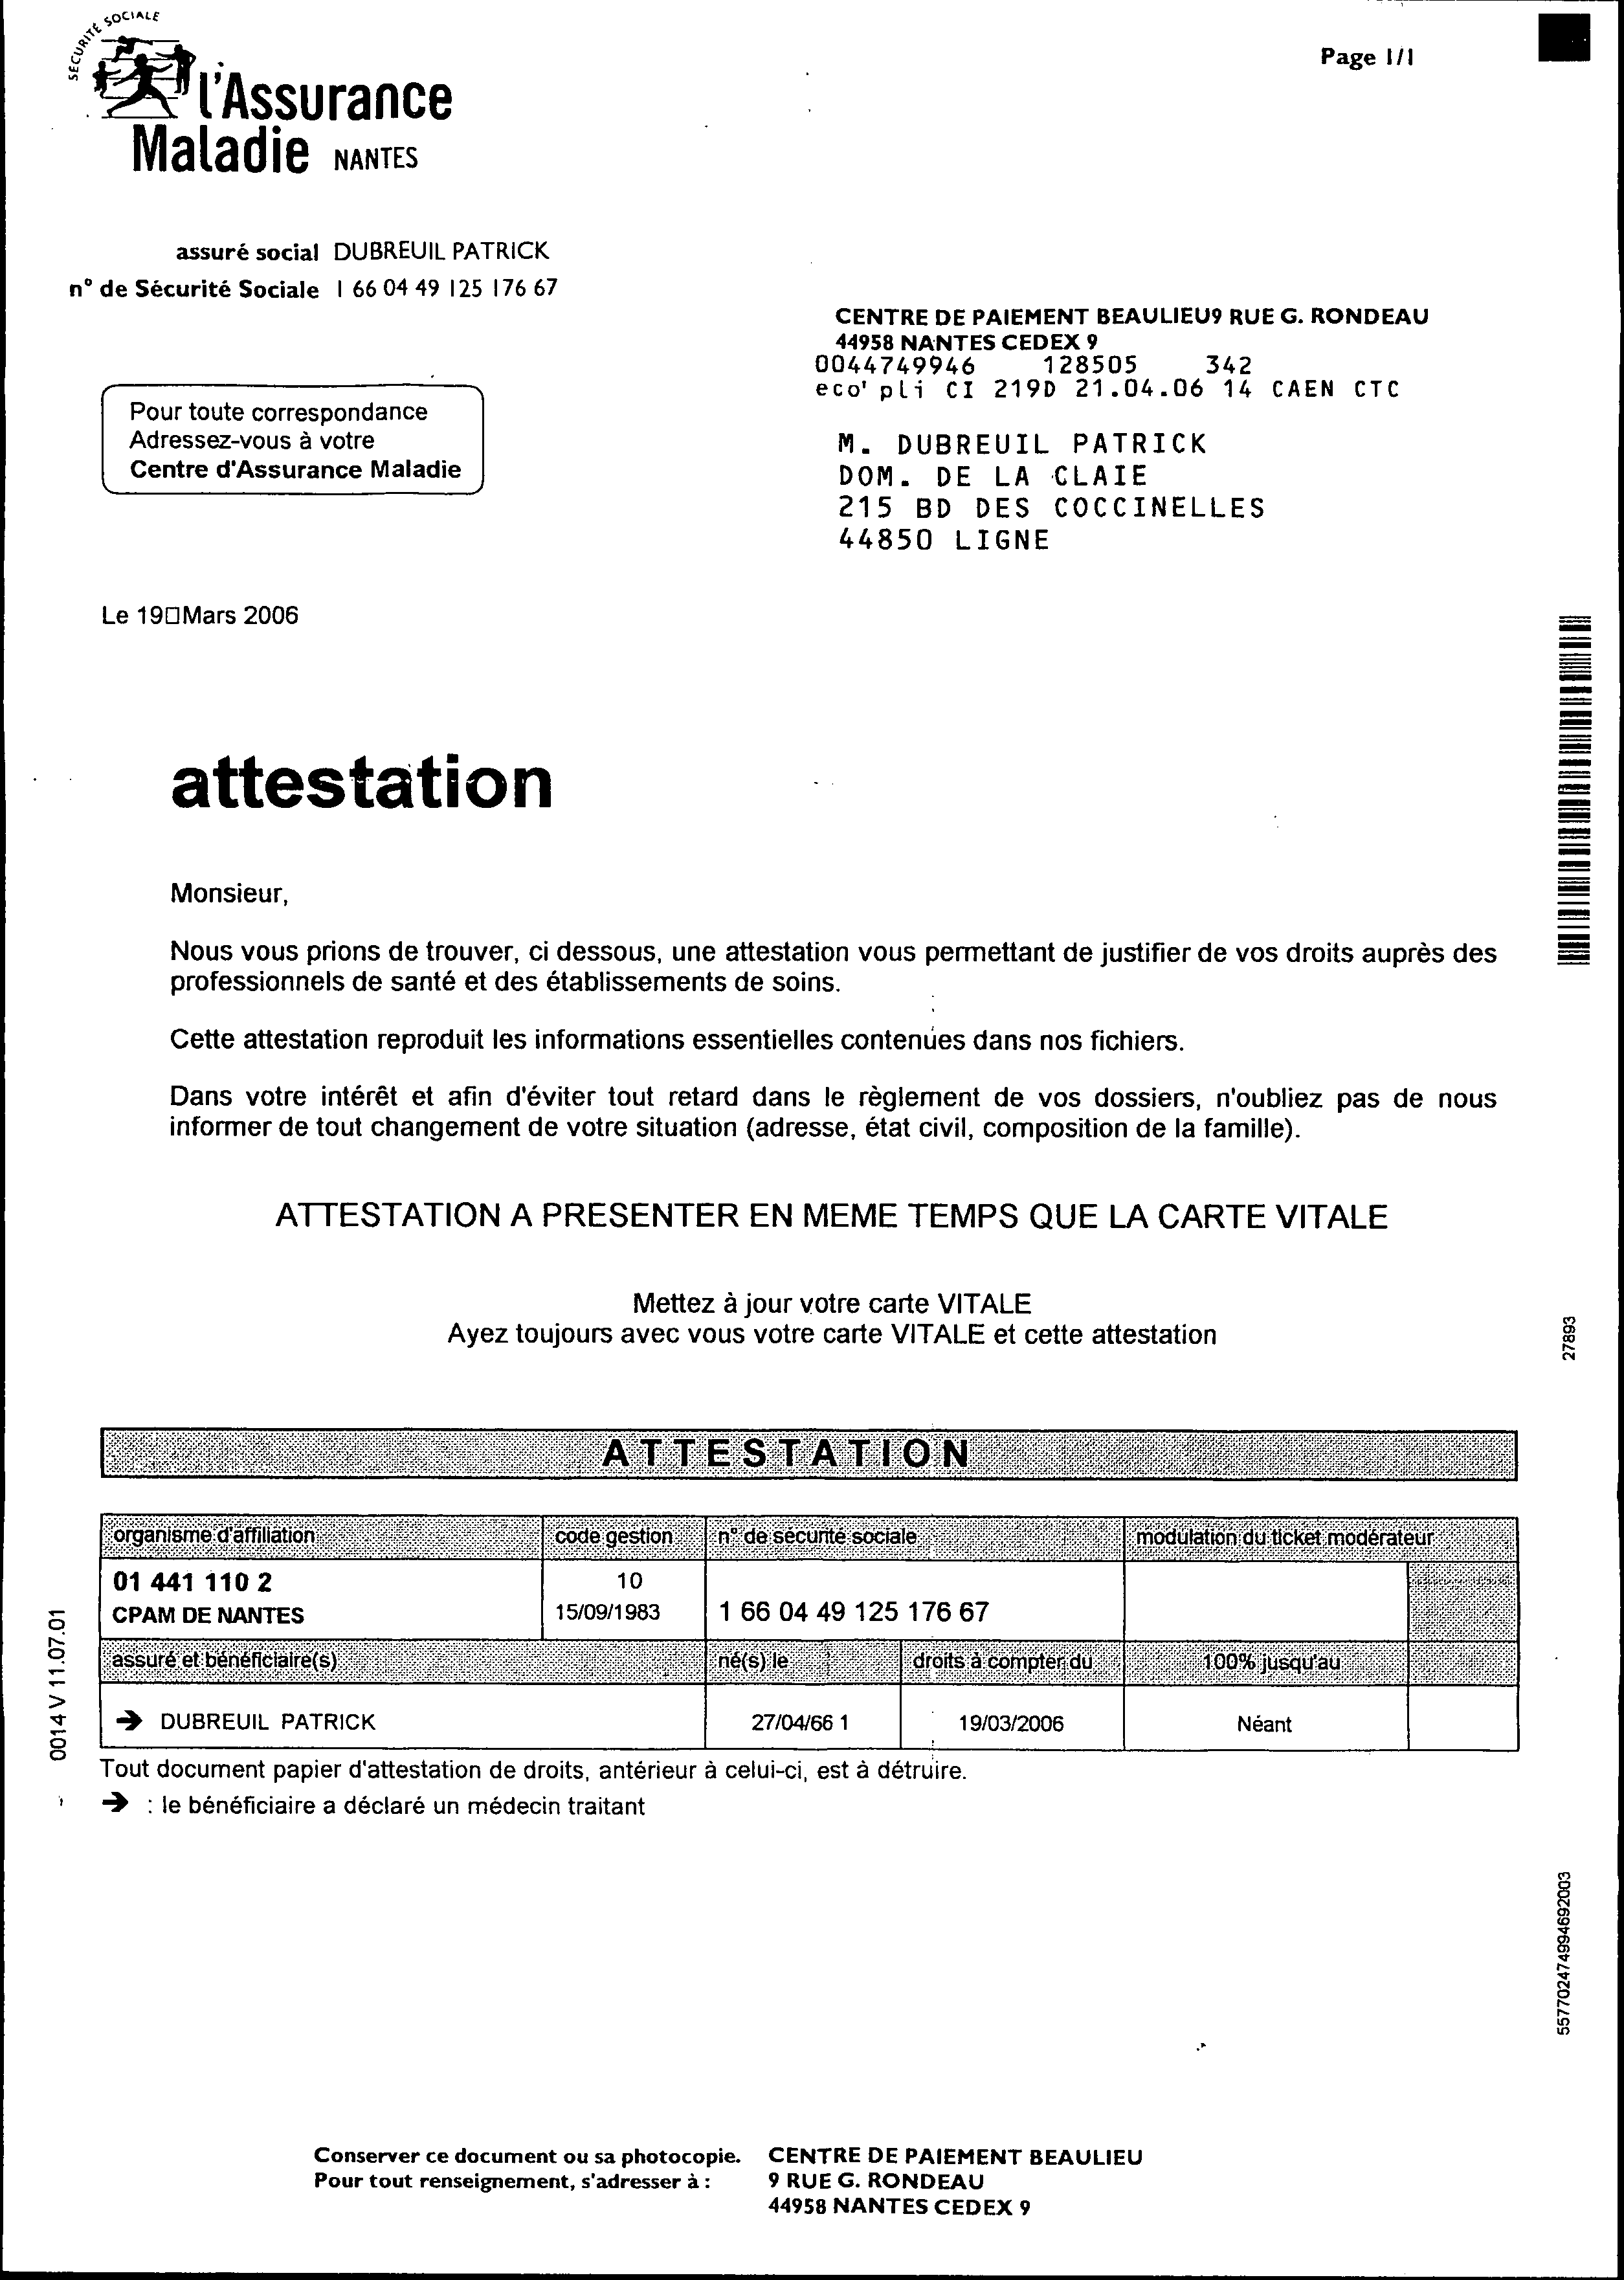 SÉCURITÉ SOCIALE
l'Assurance
Maladie NANTES
Page 1/1
assuré social DUBREUIL PATRICK
n° de Sécurité Sociale 1 66 04 49 125 176 67
CENTRE DE PAIEMENT BEAULIEU9 RUE G. RONDEAU
44958 NANTES CEDEX 9
0044749946 128505 342
eco' pli CI 219D 21.04.06 14 CAEN CTC
Pour toute correspondance
Adressez-vous à votre
Centre d'Assurance Maladie
M. DUBREUIL PATRICK
DOM. DE LA CLAIE
215 BD DES COCCINELLES
44850 LIGNE
Le 19□Mars 2006
attestation
Monsieur,
Nous vous prions de trouver, ci dessous, une attestation vous permettant de justifier de vos droits auprès des
professionnels de santé et des établissements de soins.
Cette attestation reproduit les informations essentielles contenues dans nos fichiers.
Dans votre intérêt et afin d'éviter tout retard dans le règlement de vos dossiers, n'oubliez pas de nous
informer de tout changement de votre situation (adresse, état civil, composition de la famille).
ATTESTATION A PRESENTER EN MEME TEMPS QUE LA CARTE VITALE
Mettez à jour votre carte VITALE
Ayez toujours avec vous votre carte VITALE et cette attestation
27893
ATTESTATION
organisme d'affiliation code gestion n° de sécurité sociale modulation du ticket modérateur
01 441 110 2 10
CPAM DE NANTES 15/09/1983 1 66 04 49 125 176 67
assuré et bénéficiaire(s) né(s) le droits à compter du 100% jusqu'au
➔ DUBREUIL PATRICK 27/04/66 1 19/03/2006 Néant
0014 V 11.07.01
Tout document papier d'attestation de droits, antérieur à celui-ci, est à détruire.
➔ : le bénéficiaire a déclaré un médecin traitant
557702474994692003
Conserver ce document ou sa photocopie. CENTRE DE PAIEMENT BEAULIEU
Pour tout renseignement, s'adresser à : 9 RUE G. RONDEAU
44958 NANTES CEDEX 9